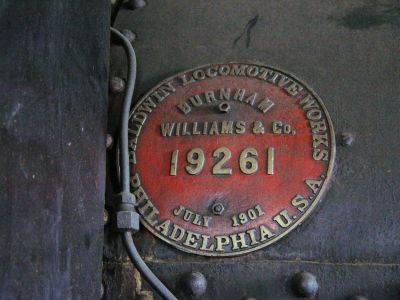 BALDWIN LOCOMOTIVE WORKS
BURNHAM
WILLIAMS & Co.
19261
JULY 1901
PHILADELPHIA U.S.A.